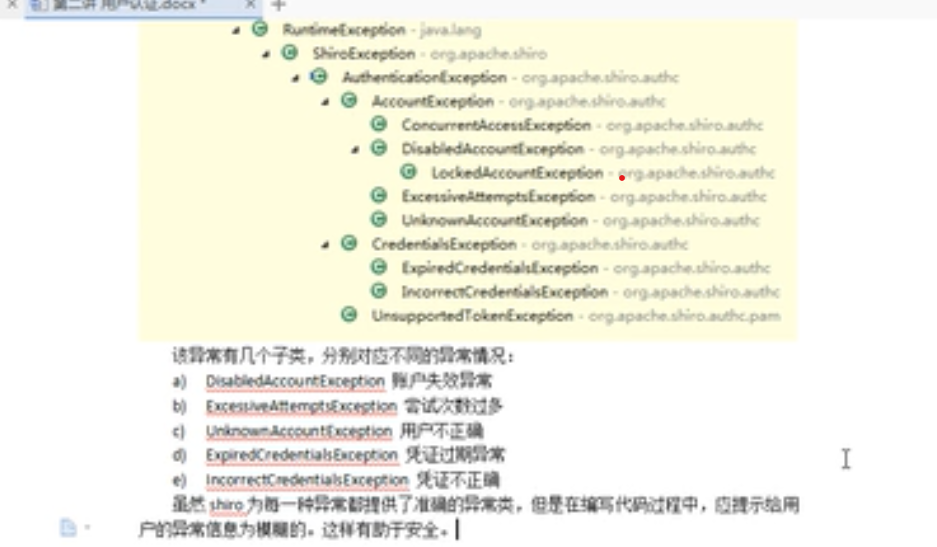 第二讲 用户认证.docx *
RuntimeException - java.lang
ShiroException - org.apache.shiro
AuthenticationException - org.apache.shiro.authc
AccountException - org.apache.shiro.authc
ConcurrentAccessException - org.apache.shiro.authc
DisabledAccountException - org.apache.shiro.authc
LockedAccountException - org.apache.shiro.authc
ExcessiveAttemptsException - org.apache.shiro.authc
UnknownAccountException - org.apache.shiro.authc
CredentialsException - org.apache.shiro.authc
ExpiredCredentialsException - org.apache.shiro.authc
IncorrectCredentialsException - org.apache.shiro.authc
UnsupportedTokenException - org.apache.shiro.authc.pam
该异常有几个子类，分别对应不同的异常情况：
a) DisabledAccountException 账户失效异常
b) ExcessiveAttemptsException 尝试次数过多
c) UnknownAccountException 用户不正确
d) ExpiredCredentialsException 凭证过期异常
e) IncorrectCredentialsException 凭证不正确
虽然 shiro 为每一种异常都提供了准确的异常类，但是在编写代码过程中，应提示给用
户的异常信息为模糊的。这样有助于安全。